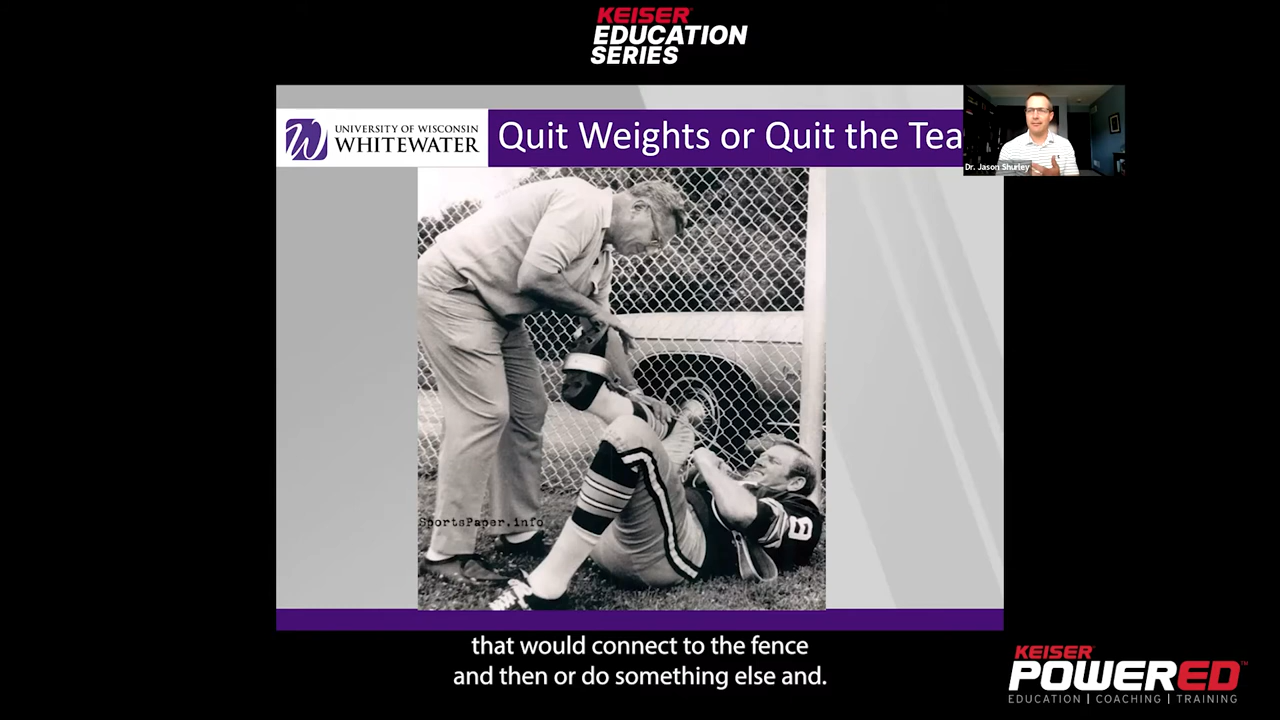 KEISER
EDUCATION
SERIES
UNIVERSITY OF WISCONSIN
WHITEWATER
Quit Weights or Quit the Tea
Dr. Jason Shurley
SportsPaper.info
that would connect to the fence
and then or do something else and.
KEISER
POWERED™
EDUCATION | COACHING | TRAINING